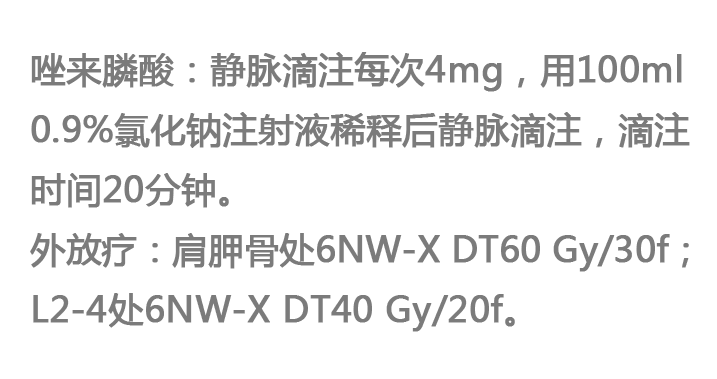 唑来膦酸：静脉滴注每次4mg，用100ml
0.9%氯化钠注射液稀释后静脉滴注，滴注
时间20分钟。
外放疗：肩胛骨处6NW-X DT60 Gy/30f；
L2-4处6NW-X DT40 Gy/20f。